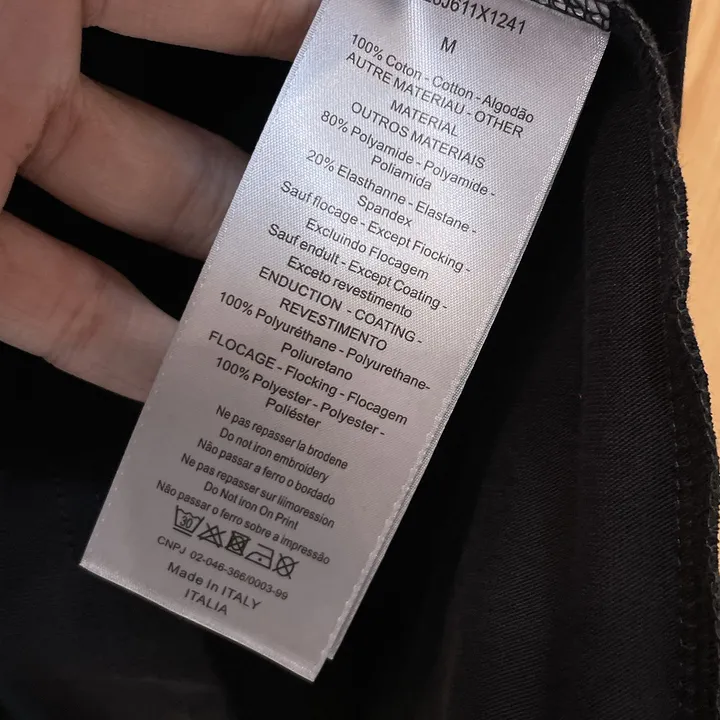 J611X1241
M
100% Coton - Cotton - Algodão
AUTRE MATERIAU - OTHER
MATERIAL
OUTROS MATERIAIS
80% Polyamide - Polyamide -
Poliamida
20% Elasthanne - Elastane -
Spandex
Sauf flocage - Except Flocking -
Excluindo Flocagem
Sauf enduit - Except Coating -
Exceto revestimento
ENDUCTION - COATING -
REVESTIMENTO
100% Polyuréthane - Polyurethane-
Poliuretano
FLOCAGE - Flocking - Flocagem
100% Polyester - Polyester -
Poliéster
Ne pas repasser la brodene
Do not iron embroidery
Não passar a ferro o bordado
Ne pas repasser sur liimoression
Do Not Iron On Print
Não passar o ferro sobre a impressão
30
CNPJ 02-046-366/0003-99
Made In ITALY
ITALIA